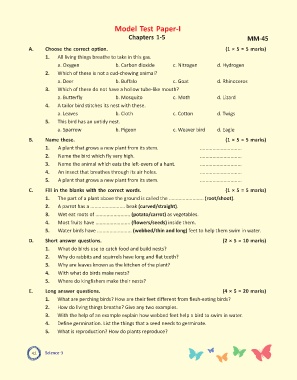 Model Test Paper-I
Chapters 1-5 MM-45
A. Choose the correct option. (1 × 5 = 5 marks)
1. All living things breathe to take in this gas.
a. Oxygen b. Carbon dioxide c. Nitrogen d. Hydrogen
2. Which of these is not a cud-chewing animal?
a. Deer b. Buffalo c. Goat d. Rhinoceros
3. Which of these do not have a hollow tube-like mouth?
a. Butterfly b. Mosquito c. Moth d. Lizard
4. A tailor bird stitches its nest with these.
a. Leaves b. Cloth c. Cotton d. Twigs
5. This bird has an untidy nest.
a. Sparrow b. Pigeon c. Weaver bird d. Eagle
B. Name these. (1 × 5 = 5 marks)
1. A plant that grows a new plant from its stem. ........................
2. Name the bird which fly very high. ........................
3. Name the animal which eats the left overs of a hunt. ........................
4. An insect that breathes through its air holes. ........................
5. A plant that grows a new plant from its stem. ........................
C. Fill in the blanks with the correct words. (1 × 5 = 5 marks)
1. The part of a plant above the ground is called the ........................ (root/shoot).
2. A parrot has a ........................ beak (curved/straight).
3. We eat roots of ........................ (potato/carrot) as vegetables.
4. Most fruits have ........................ (flowers/seeds) inside them.
5. Water birds have ........................ (webbed/thin and long) feet to help them swim in water.
D. Short answer questions. (2 × 5 = 10 marks)
1. What do birds use to catch food and build nests?
2. Why do rabbits and squirrels have long and flat teeth?
3. Why are leaves known as the kitchen of the plant?
4. With what do birds make nests?
5. Where do kingfishers make their nests?
E. Long answer questions. (4 × 5 = 20 marks)
1. What are perching birds? How are their feet different from flesh-eating birds?
2. How do living things breathe? Give any two examples.
3. With the help of an example explain how webbed feet help a bird to swim in water.
4. Define germination. List the things that a seed needs to germinate.
5. What is reproduction? How do plants reproduce?
Science-3